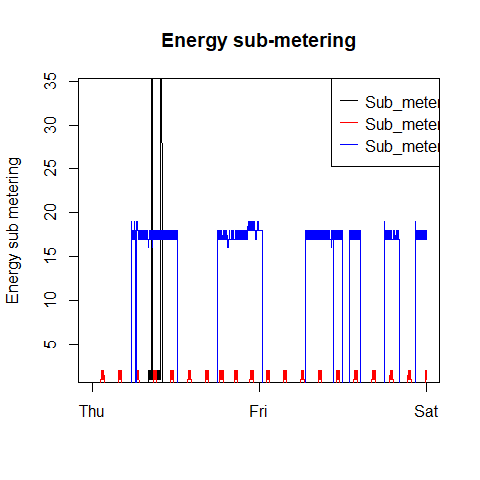 Energy sub-metering
Energy sub metering
35
30
25
20
15
10
5
Sub_meter
Sub_meter
Sub_meter
Thu
Fri
Sat